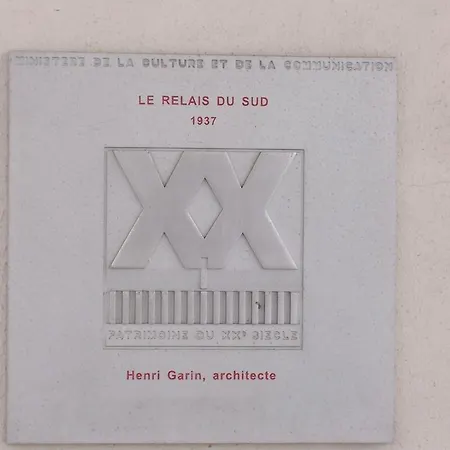 MINISTERE DE LA CULTURE ET DE LA COMMUNICATION
LE RELAIS DU SUD
1937
XX
PATRIMOINE DU XXe SIECLE
Henri Garin, architecte